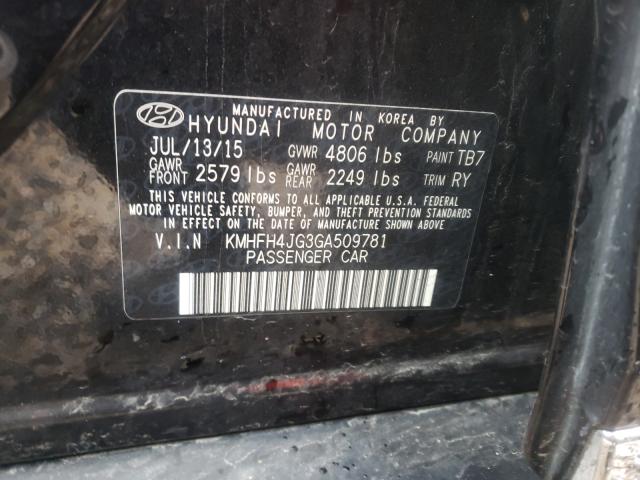 MANUFACTURED IN KOREA BY
HYUNDAI MOTOR COMPANY
JUL/13/15 GVWR 4806 lbs PAINT TB7
GAWR FRONT 2579 lbs GAWR REAR 2249 lbs TRIM RY
THIS VEHICLE CONFORMS TO ALL APPLICABLE U.S. FEDERAL
MOTOR VEHICLE SAFETY, BUMPER, AND THEFT PREVENTION
STANDARDS IN EFFECT ON THE DATE OF MANUFACTURE SHOWN ABOVE
V.I.N KMHFH4JG3GA509781
PASSENGER CAR